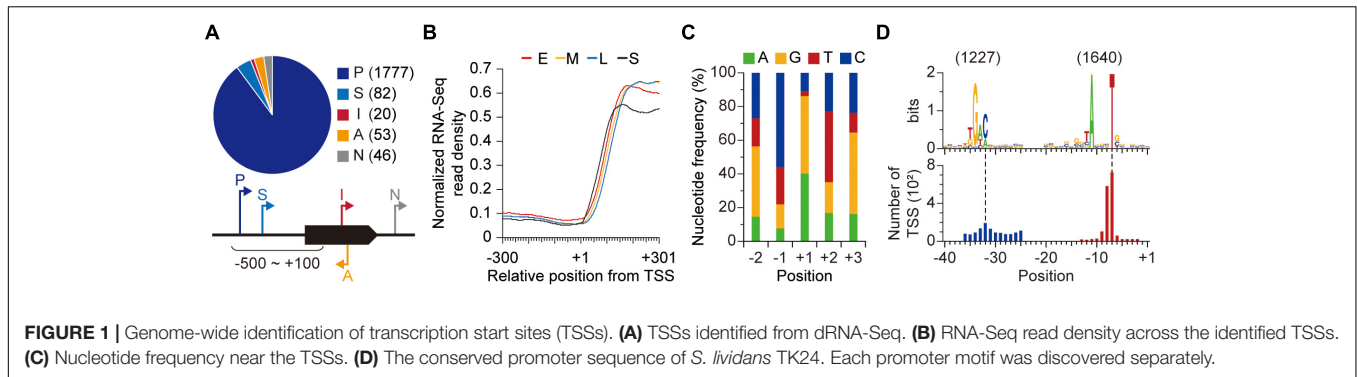 A
P (1777)
S (82)
I (20)
A (53)
N (46)
P
S
I
N
A
-500 ~ +100
B
E M L S
Normalized RNA-Seq
read density
0.7
0.6
0.5
0.4
0.3
0.2
0.1
0
-300 +1 +301
Relative position from TSS
C
A G T C
Nucleotide frequency (%)
100
80
60
40
20
0
-2 -1 +1 +2 +3
Position
D
(1227) (1640)
bits
2
1
0
Number of
TSS (10²)
8
4
0
-40 -30 -20 -10 +1
Position
FIGURE 1 | Genome-wide identification of transcription start sites (TSSs). (A) TSSs identified from dRNA-Seq. (B) RNA-Seq read density across the identified TSSs.
(C) Nucleotide frequency near the TSSs. (D) The conserved promoter sequence of S. lividans TK24. Each promoter motif was discovered separately.